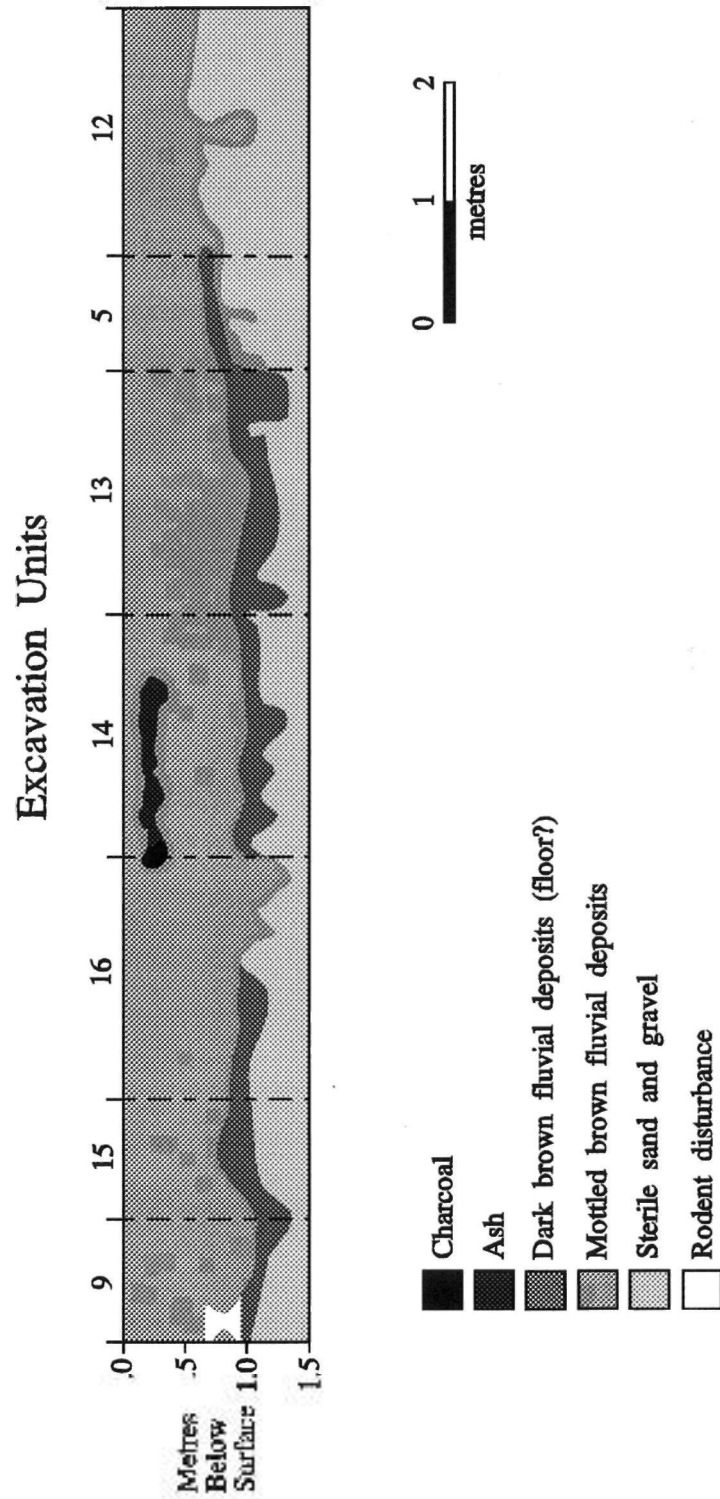 Excavation Units
9 15 16 14 13 5 12
.0
.5
1.0
1.5
Metres
Below
Surface
Charcoal
Ash
Dark brown fluvial deposits (floor?)
Mottled brown fluvial deposits
Sterile sand and gravel
Rodent disturbance
0 1 2
metres